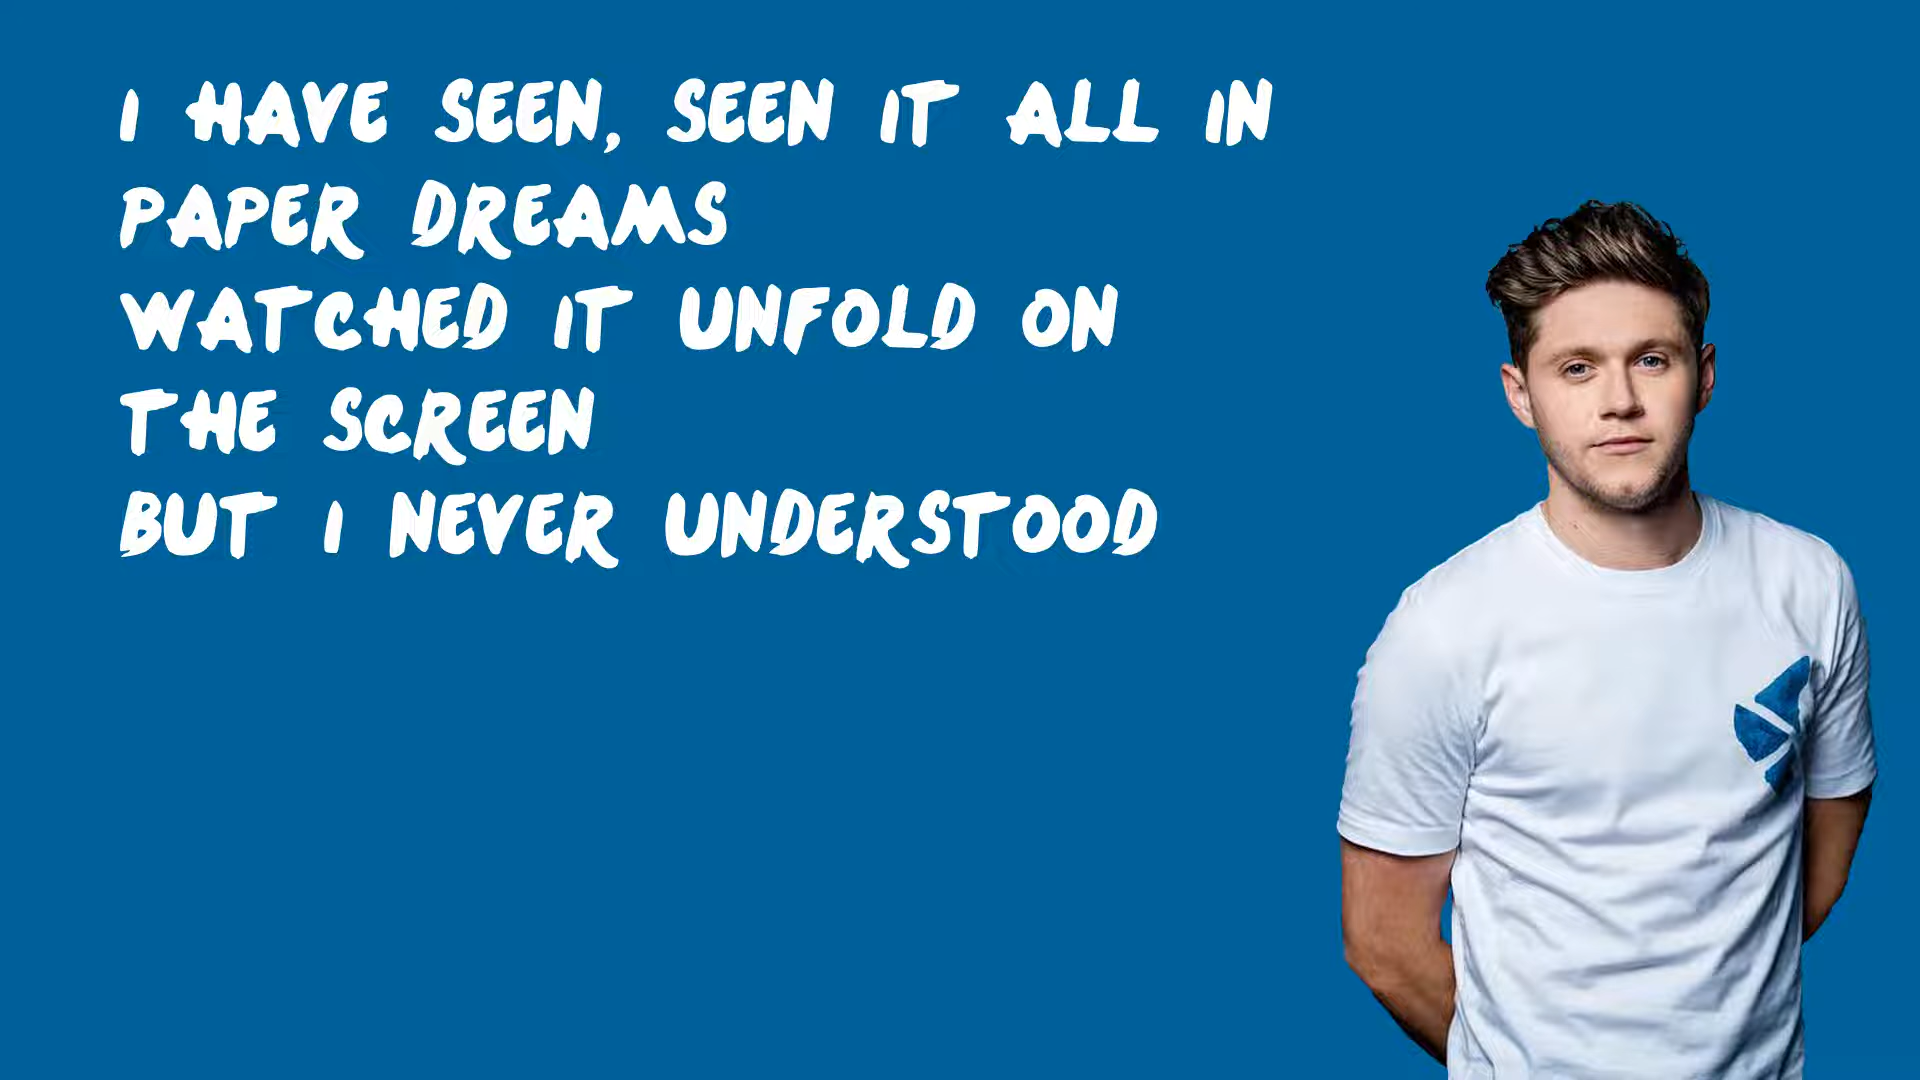 I HAVE SEEN, SEEN IT ALL IN
PAPER DREAMS
WATCHED IT UNFOLD ON
THE SCREEN
BUT I NEVER UNDERSTOOD